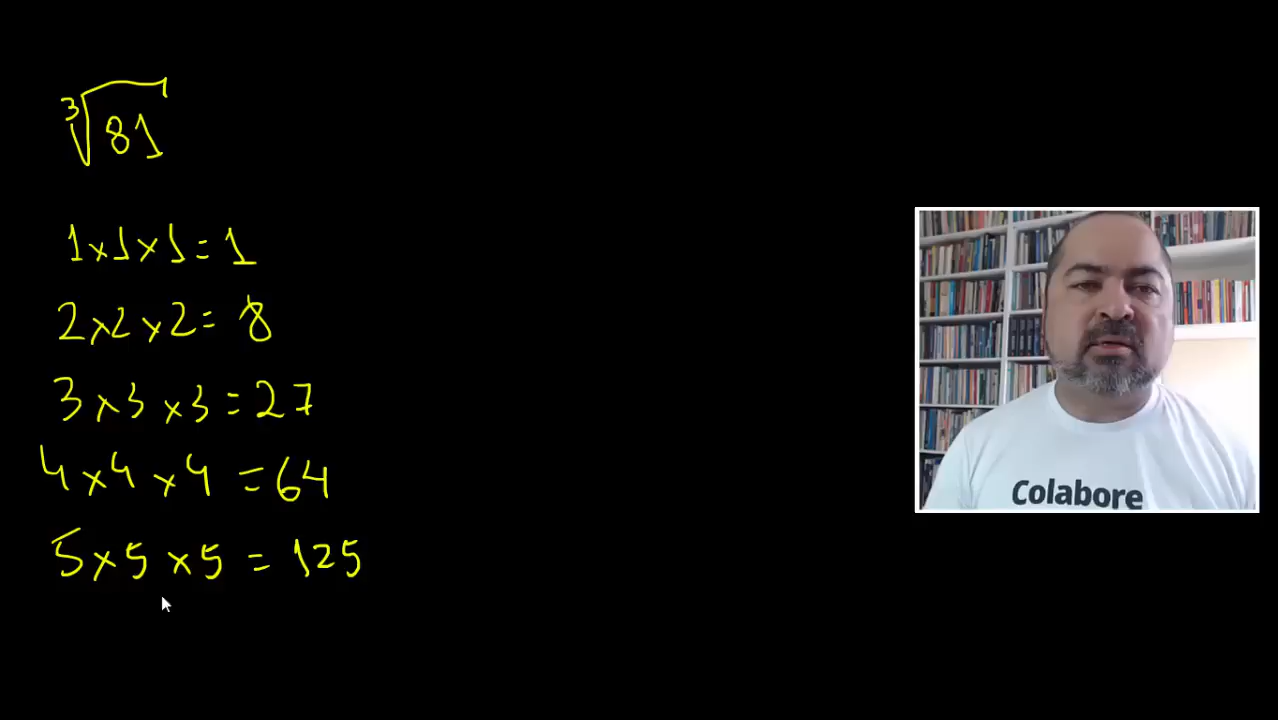 ∛81
1x1x1=1
2x2x2=8
3x3x3=27
4x4x4=64
5x5x5=125
Colabore